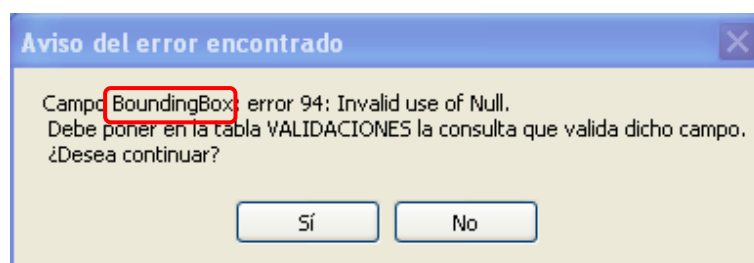 Aviso del error encontrado
Campo BoundingBox: error 94: Invalid use of Null.
Debe poner en la tabla VALIDACIONES la consulta que valida dicho campo.
¿Desea continuar?
Sí
No